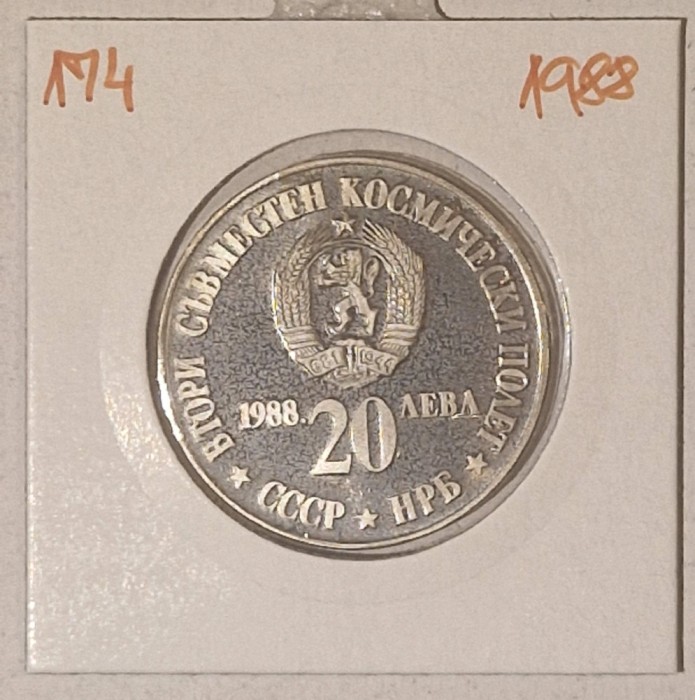 174
1988
ВТОРИ СЪВМЕСТЕН КОСМИЧЕСКИ ПОЛЕТ
681 1944
1988. 20 ЛЕВА
★ СССР ★ НРБ ★